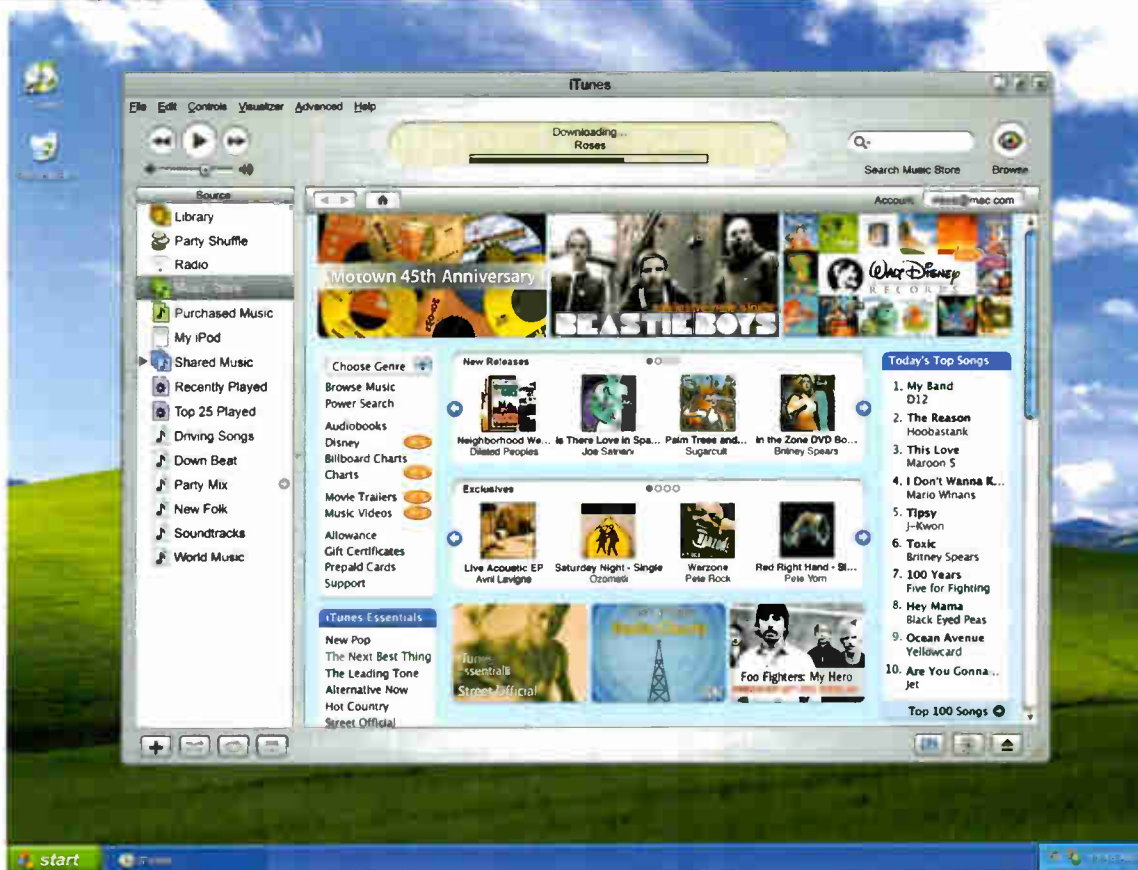 iTunes
File Edit Controls Visualizer Advanced Help
Downloading...
Roses
Search Music Store
Browse
Source
Account: @mac.com
Library
Party Shuffle
Radio
Purchased Music
My iPod
Shared Music
Recently Played
Top 25 Played
Driving Songs
Down Beat
Party Mix
New Folk
Soundtracks
World Music
Motown 45th Anniversary
BEASTIE BOYS
WALT DISNEY
RECORDS
Choose Genre
Browse Music
Power Search
Audiobooks
Disney
Billboard Charts
Charts
Movie Trailers
Music Videos
Allowance
Gift Certificates
Prepaid Cards
Support
iTunes Essentials
New Pop
The Next Best Thing
The Leading Tone
Alternative Now
Hot Country
Street Official
New Releases
Neighborhood We...
Dilated Peoples
Is There Love in Spa...
Joe Satriani
Palm Trees and...
Sugarcult
In the Zone DVD Bo...
Britney Spears
Exclusives
Live Acoustic EP
Avril Lavigne
Saturday Night - Single
Ozomatli
Warzone
Pete Rock
Red Right Hand - Si...
Pete Yorn
iTunes
Essentials
Street Official
Radio Charts
Foo Fighters: My Hero
Today's Top Songs
1. My Band
D12
2. The Reason
Hoobastank
3. This Love
Maroon 5
4. I Don't Wanna K...
Mario Winans
5. Tipsy
J-Kwon
6. Toxic
Britney Spears
7. 100 Years
Five for Fighting
8. Hey Mama
Black Eyed Peas
9. Ocean Avenue
Yellowcard
10. Are You Gonna...
Jet
Top 100 Songs
start
iTunes